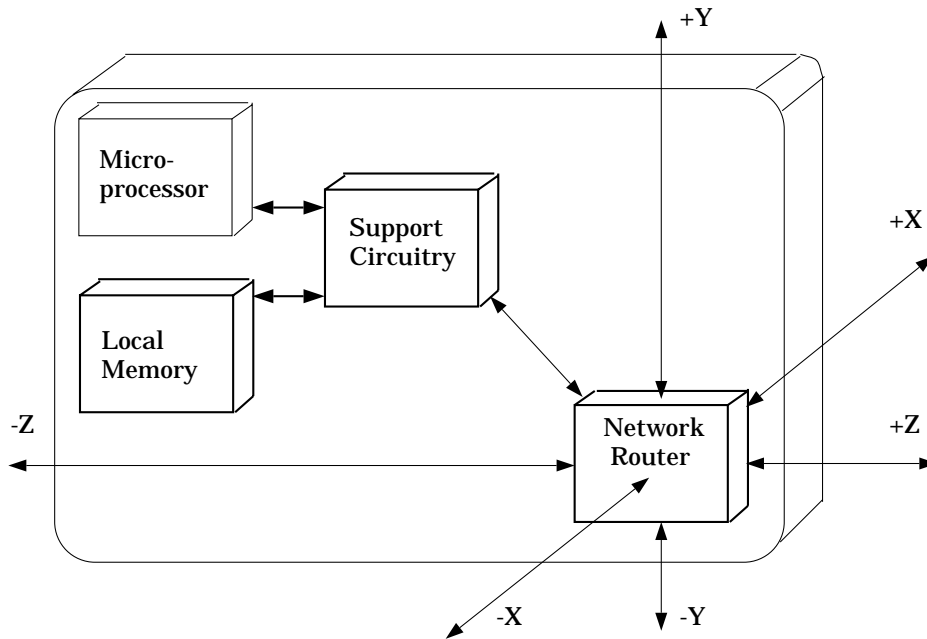 +Y
Micro-
processor
Support
Circuitry
+X
Local
Memory
-Z
Network
Router
+Z
-X
-Y